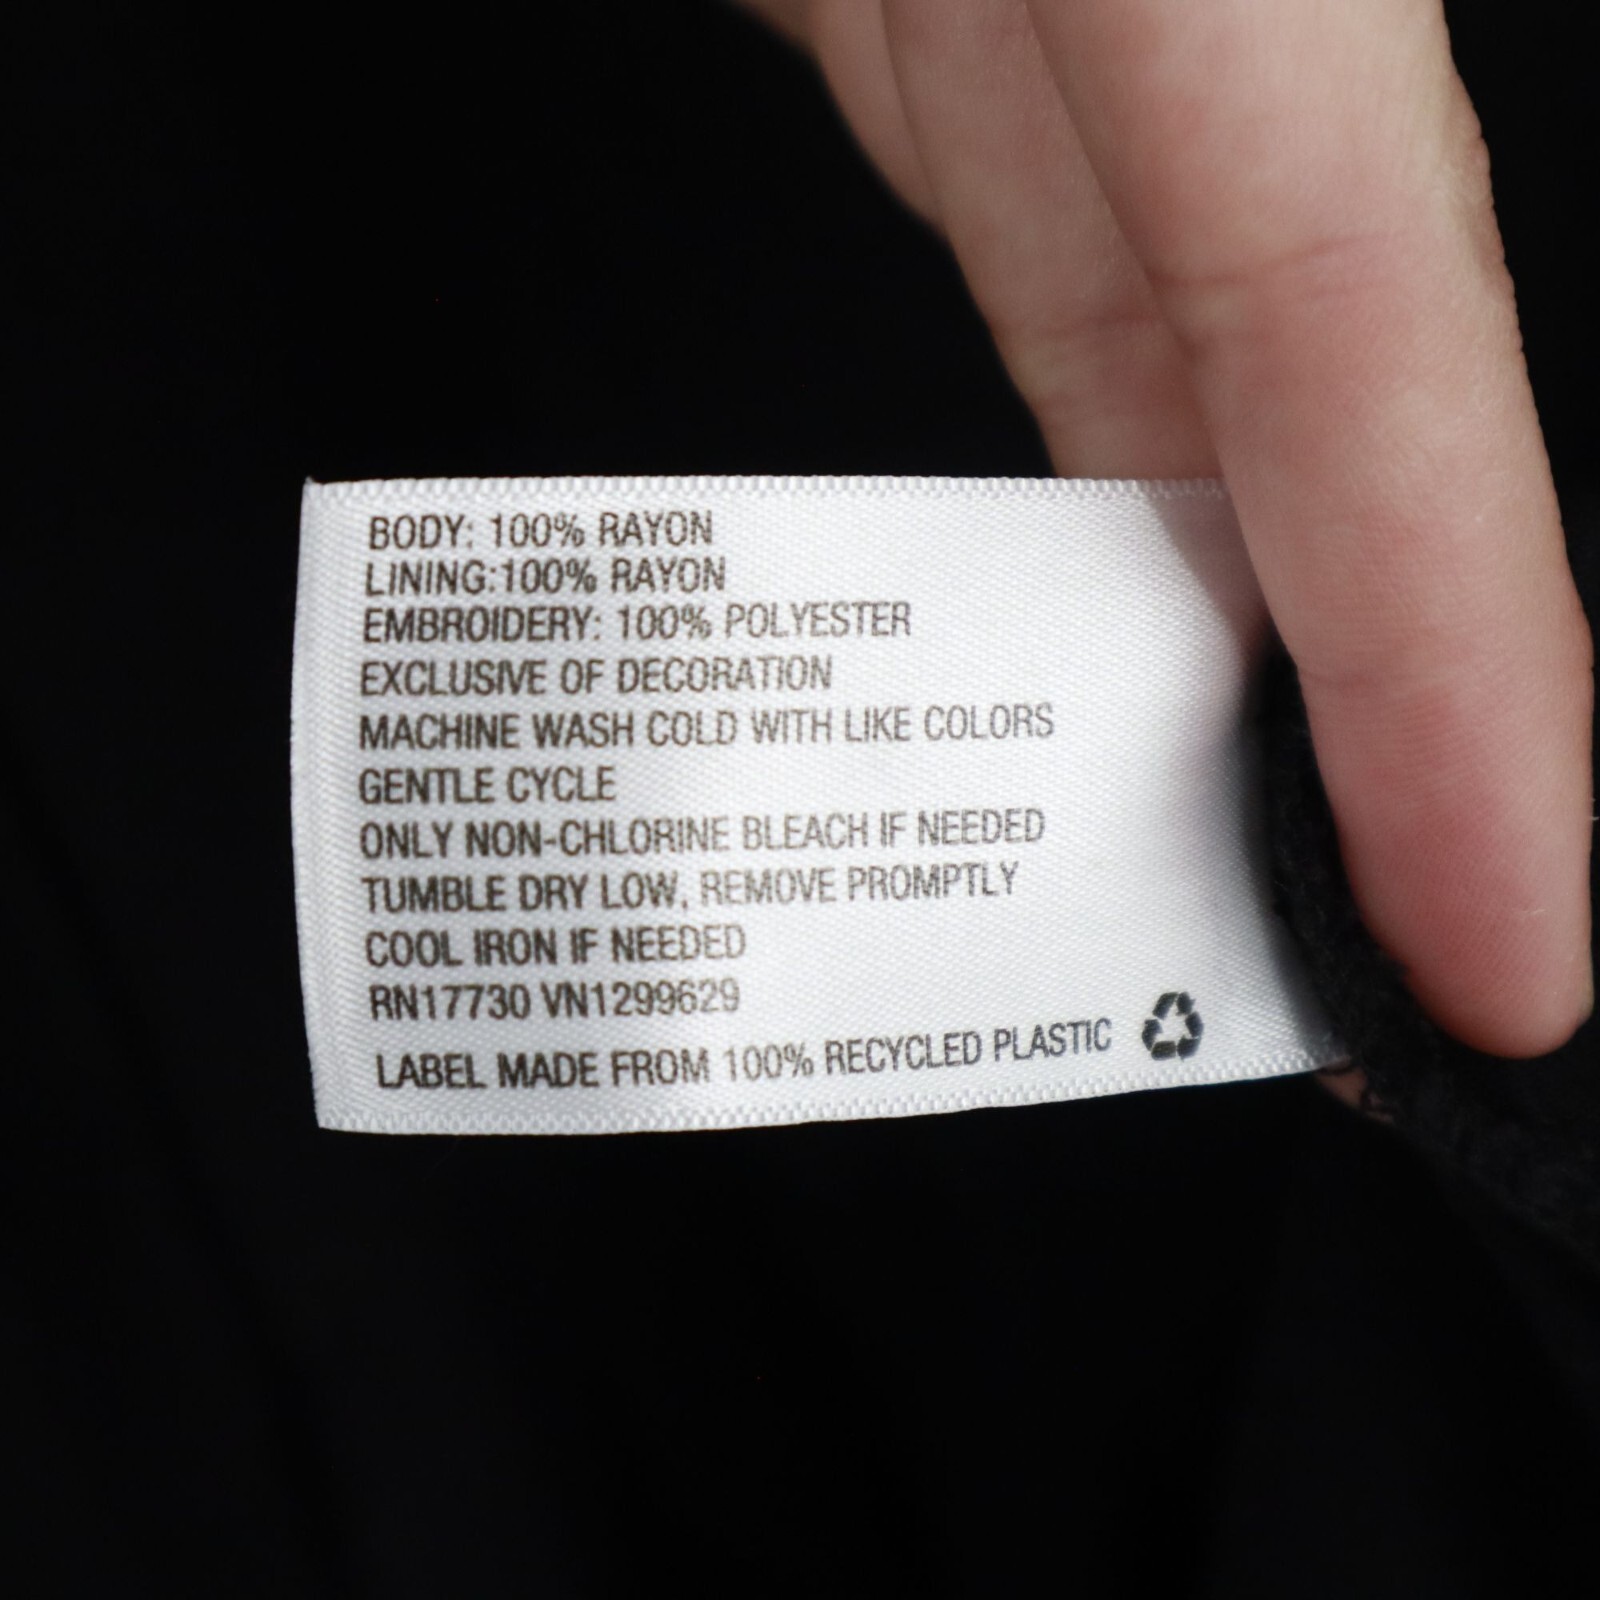 BODY: 100% RAYON
LINING:100% RAYON
EMBROIDERY: 100% POLYESTER
EXCLUSIVE OF DECORATION
MACHINE WASH COLD WITH LIKE COLORS
GENTLE CYCLE
ONLY NON-CHLORINE BLEACH IF NEEDED
TUMBLE DRY LOW, REMOVE PROMPTLY
COOL IRON IF NEEDED
RN17730 VN1299629
LABEL MADE FROM 100% RECYCLED PLASTIC